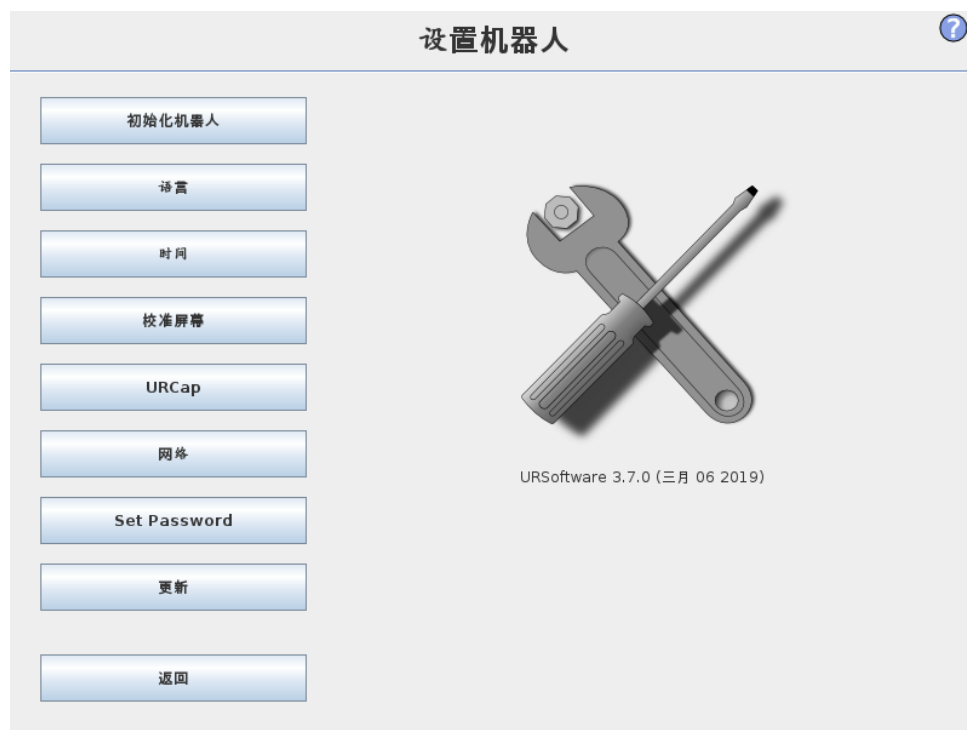 设置机器人
?
初始化机器人
语言
时间
校准屏幕
URCap
网络
Set Password
更新
返回
URSoftware 3.7.0 (三月 06 2019)